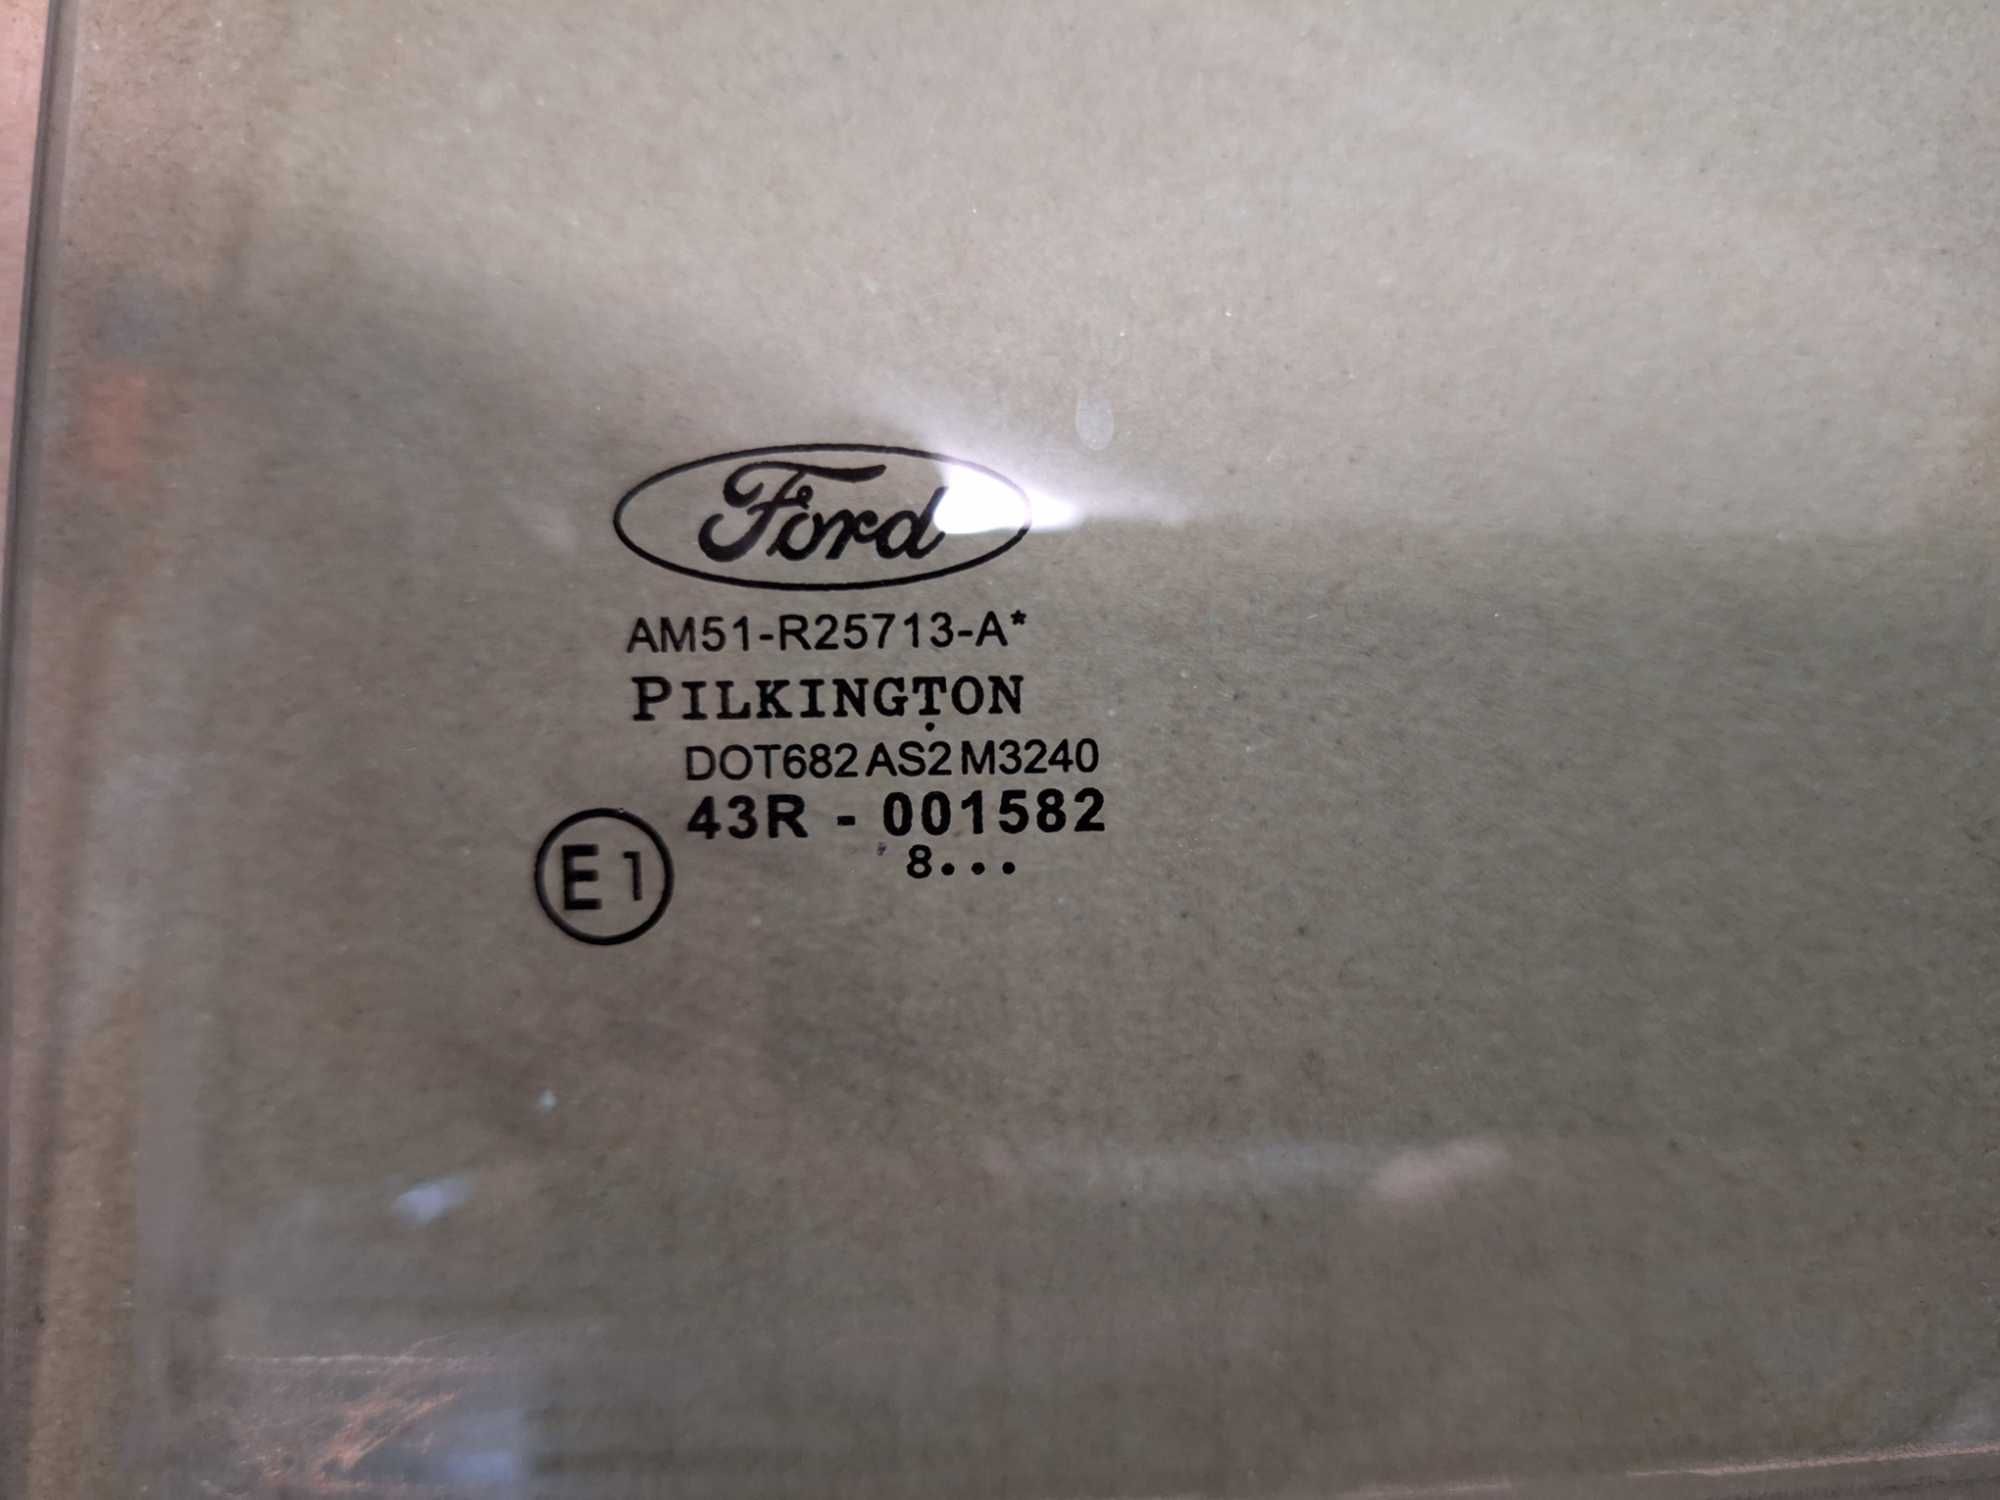 Ford
AM51-R25713-A*
PILKINGTON
DOT682 AS2 M3240
43R - 001582
E1
8...